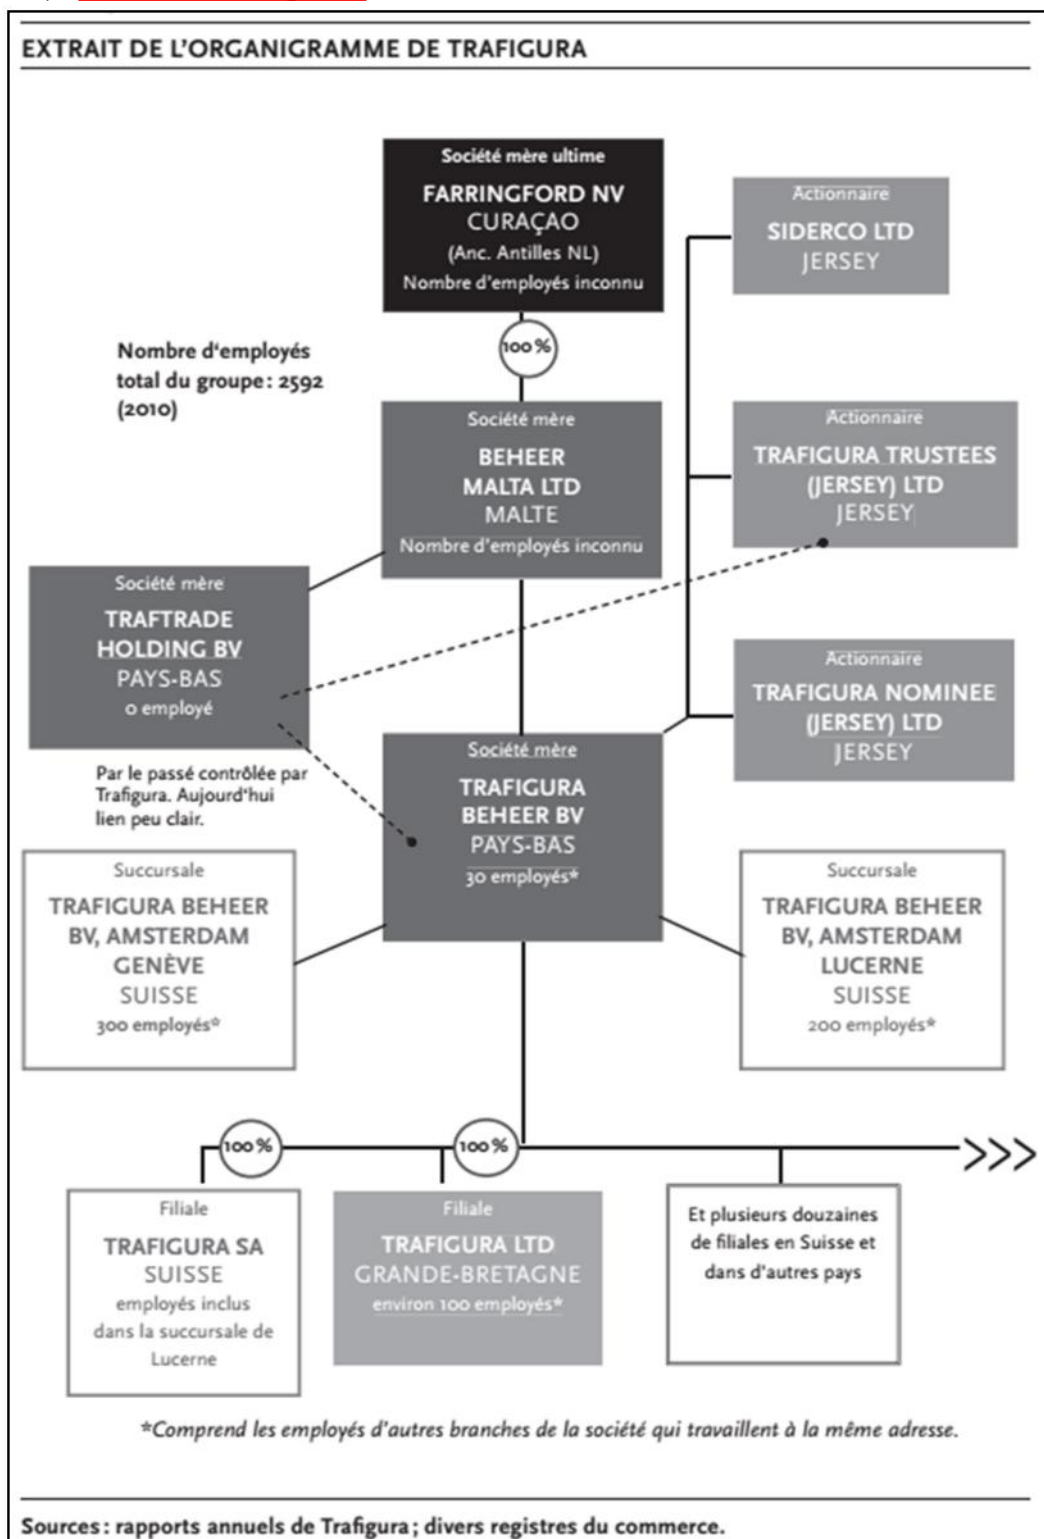 EXTRAIT DE L'ORGANIGRAMME DE TRAFIGURA
Société mère ultime
FARRINGFORD NV
CURAÇAO
(Anc. Antilles NL)
Nombre d'employés inconnu
Actionnaire
SIDERCO LTD
JERSEY
100%
Nombre d'employés
total du groupe: 2592
(2010)
Société mère
BEHEER
MALTA LTD
MALTE
Nombre d'employés inconnu
Actionnaire
TRAFIGURA TRUSTEES
(JERSEY) LTD
JERSEY
Société mère
TRAFTRADE
HOLDING BV
PAYS-BAS
0 employé
Par le passé contrôlée par
Trafigura. Aujourd'hui
lien peu clair.
Actionnaire
TRAFIGURA NOMINEE
(JERSEY) LTD
JERSEY
Société mère
TRAFIGURA
BEHEER BV
PAYS-BAS
30 employés*
Succursale
TRAFIGURA BEHEER
BV, AMSTERDAM
GENÈVE
SUISSE
300 employés*
Succursale
TRAFIGURA BEHEER
BV, AMSTERDAM
LUCERNE
SUISSE
200 employés*
100%
100%
Filiale
TRAFIGURA SA
SUISSE
employés inclus
dans la succursale de
Lucerne
Filiale
TRAFIGURA LTD
GRANDE-BRETAGNE
environ 100 employés*
Et plusieurs douzaines
de filiales en Suisse et
dans d'autres pays
*Comprend les employés d'autres branches de la société qui travaillent à la même adresse.
Sources: rapports annuels de Trafigura; divers registres du commerce.